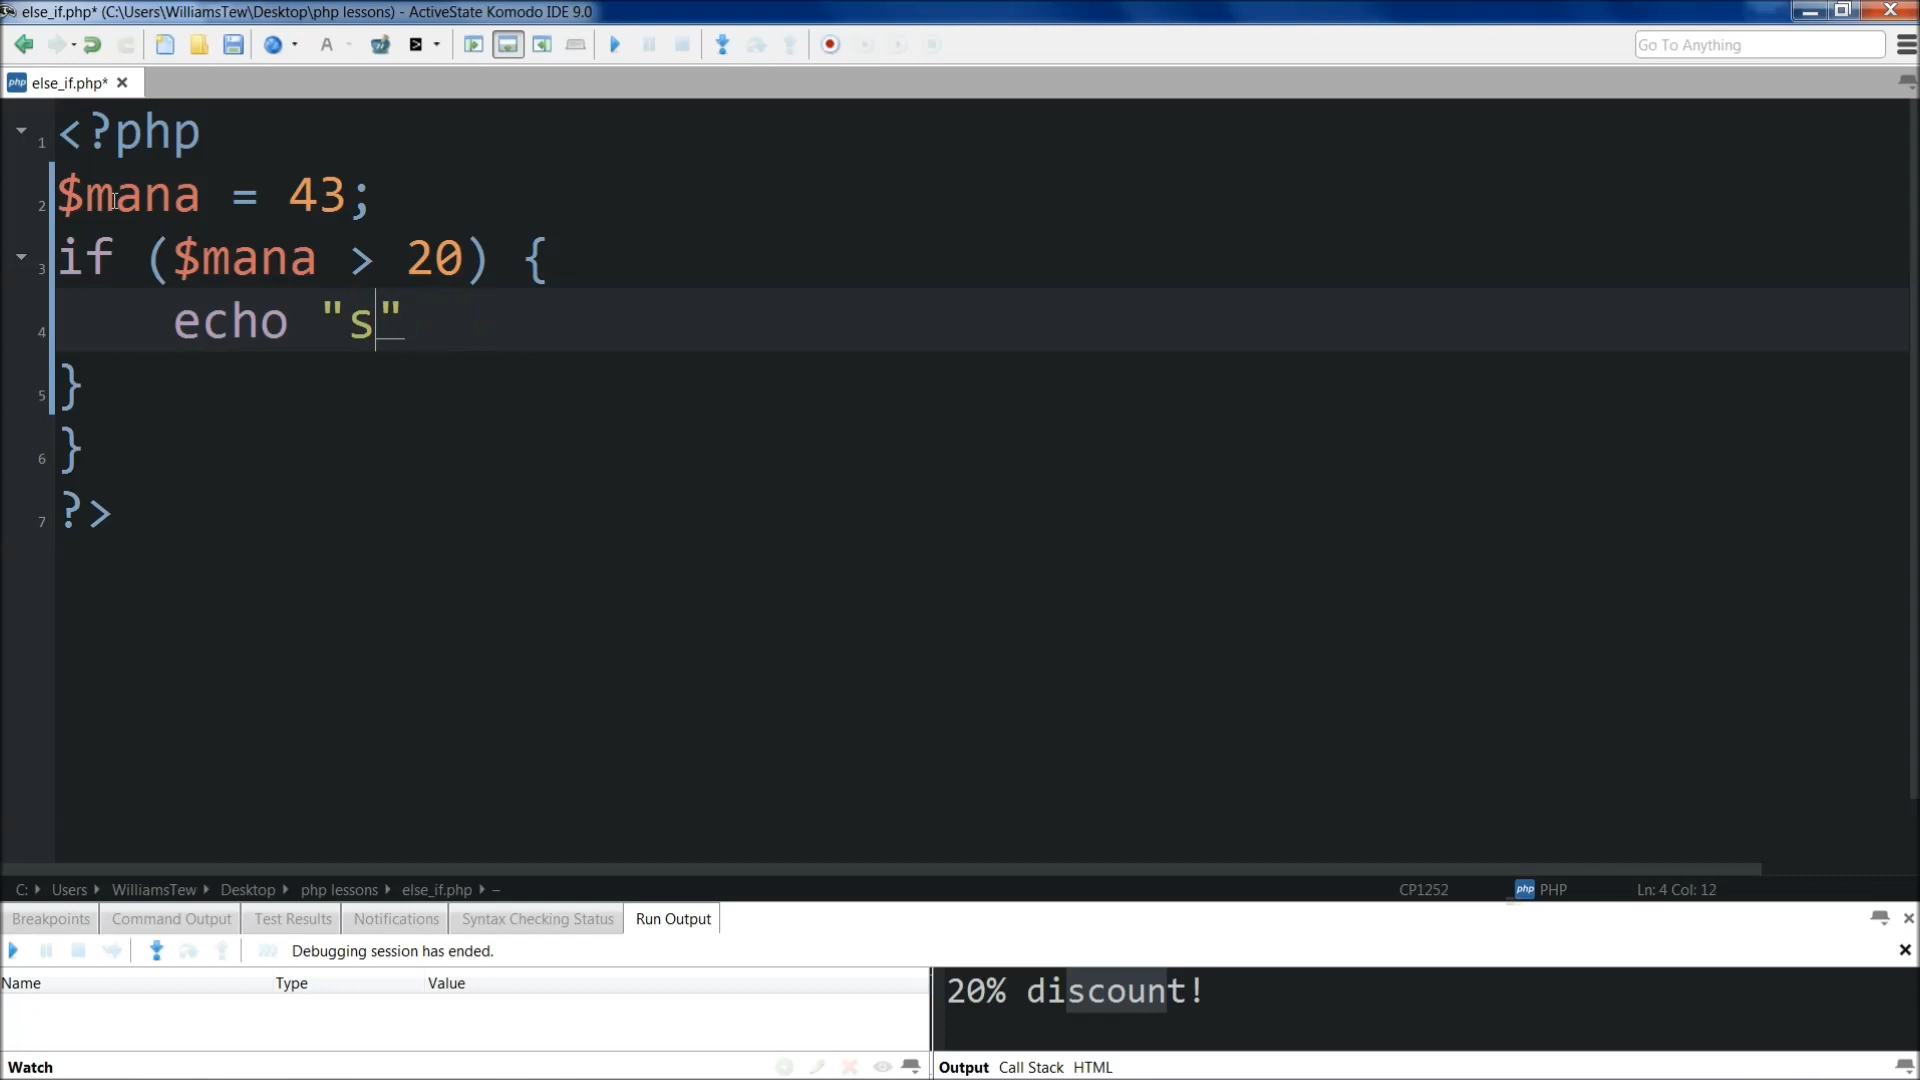 else_if.php* (C:\Users\WilliamsTew\Desktop\php lessons) - ActiveState Komodo IDE 9.0
Go To Anything
php else_if.php*
1 <?php
2 $mana = 43;
3 if ($mana > 20) {
4 echo "s"
5 }
6 }
7 ?>
C: Users WilliamsTew Desktop php lessons else_if.php – CP1252 php PHP Ln: 4 Col: 12
Breakpoints Command Output Test Results Notifications Syntax Checking Status Run Output
Debugging session has ended.
Name Type Value
20% discount!
Watch Output Call Stack HTML